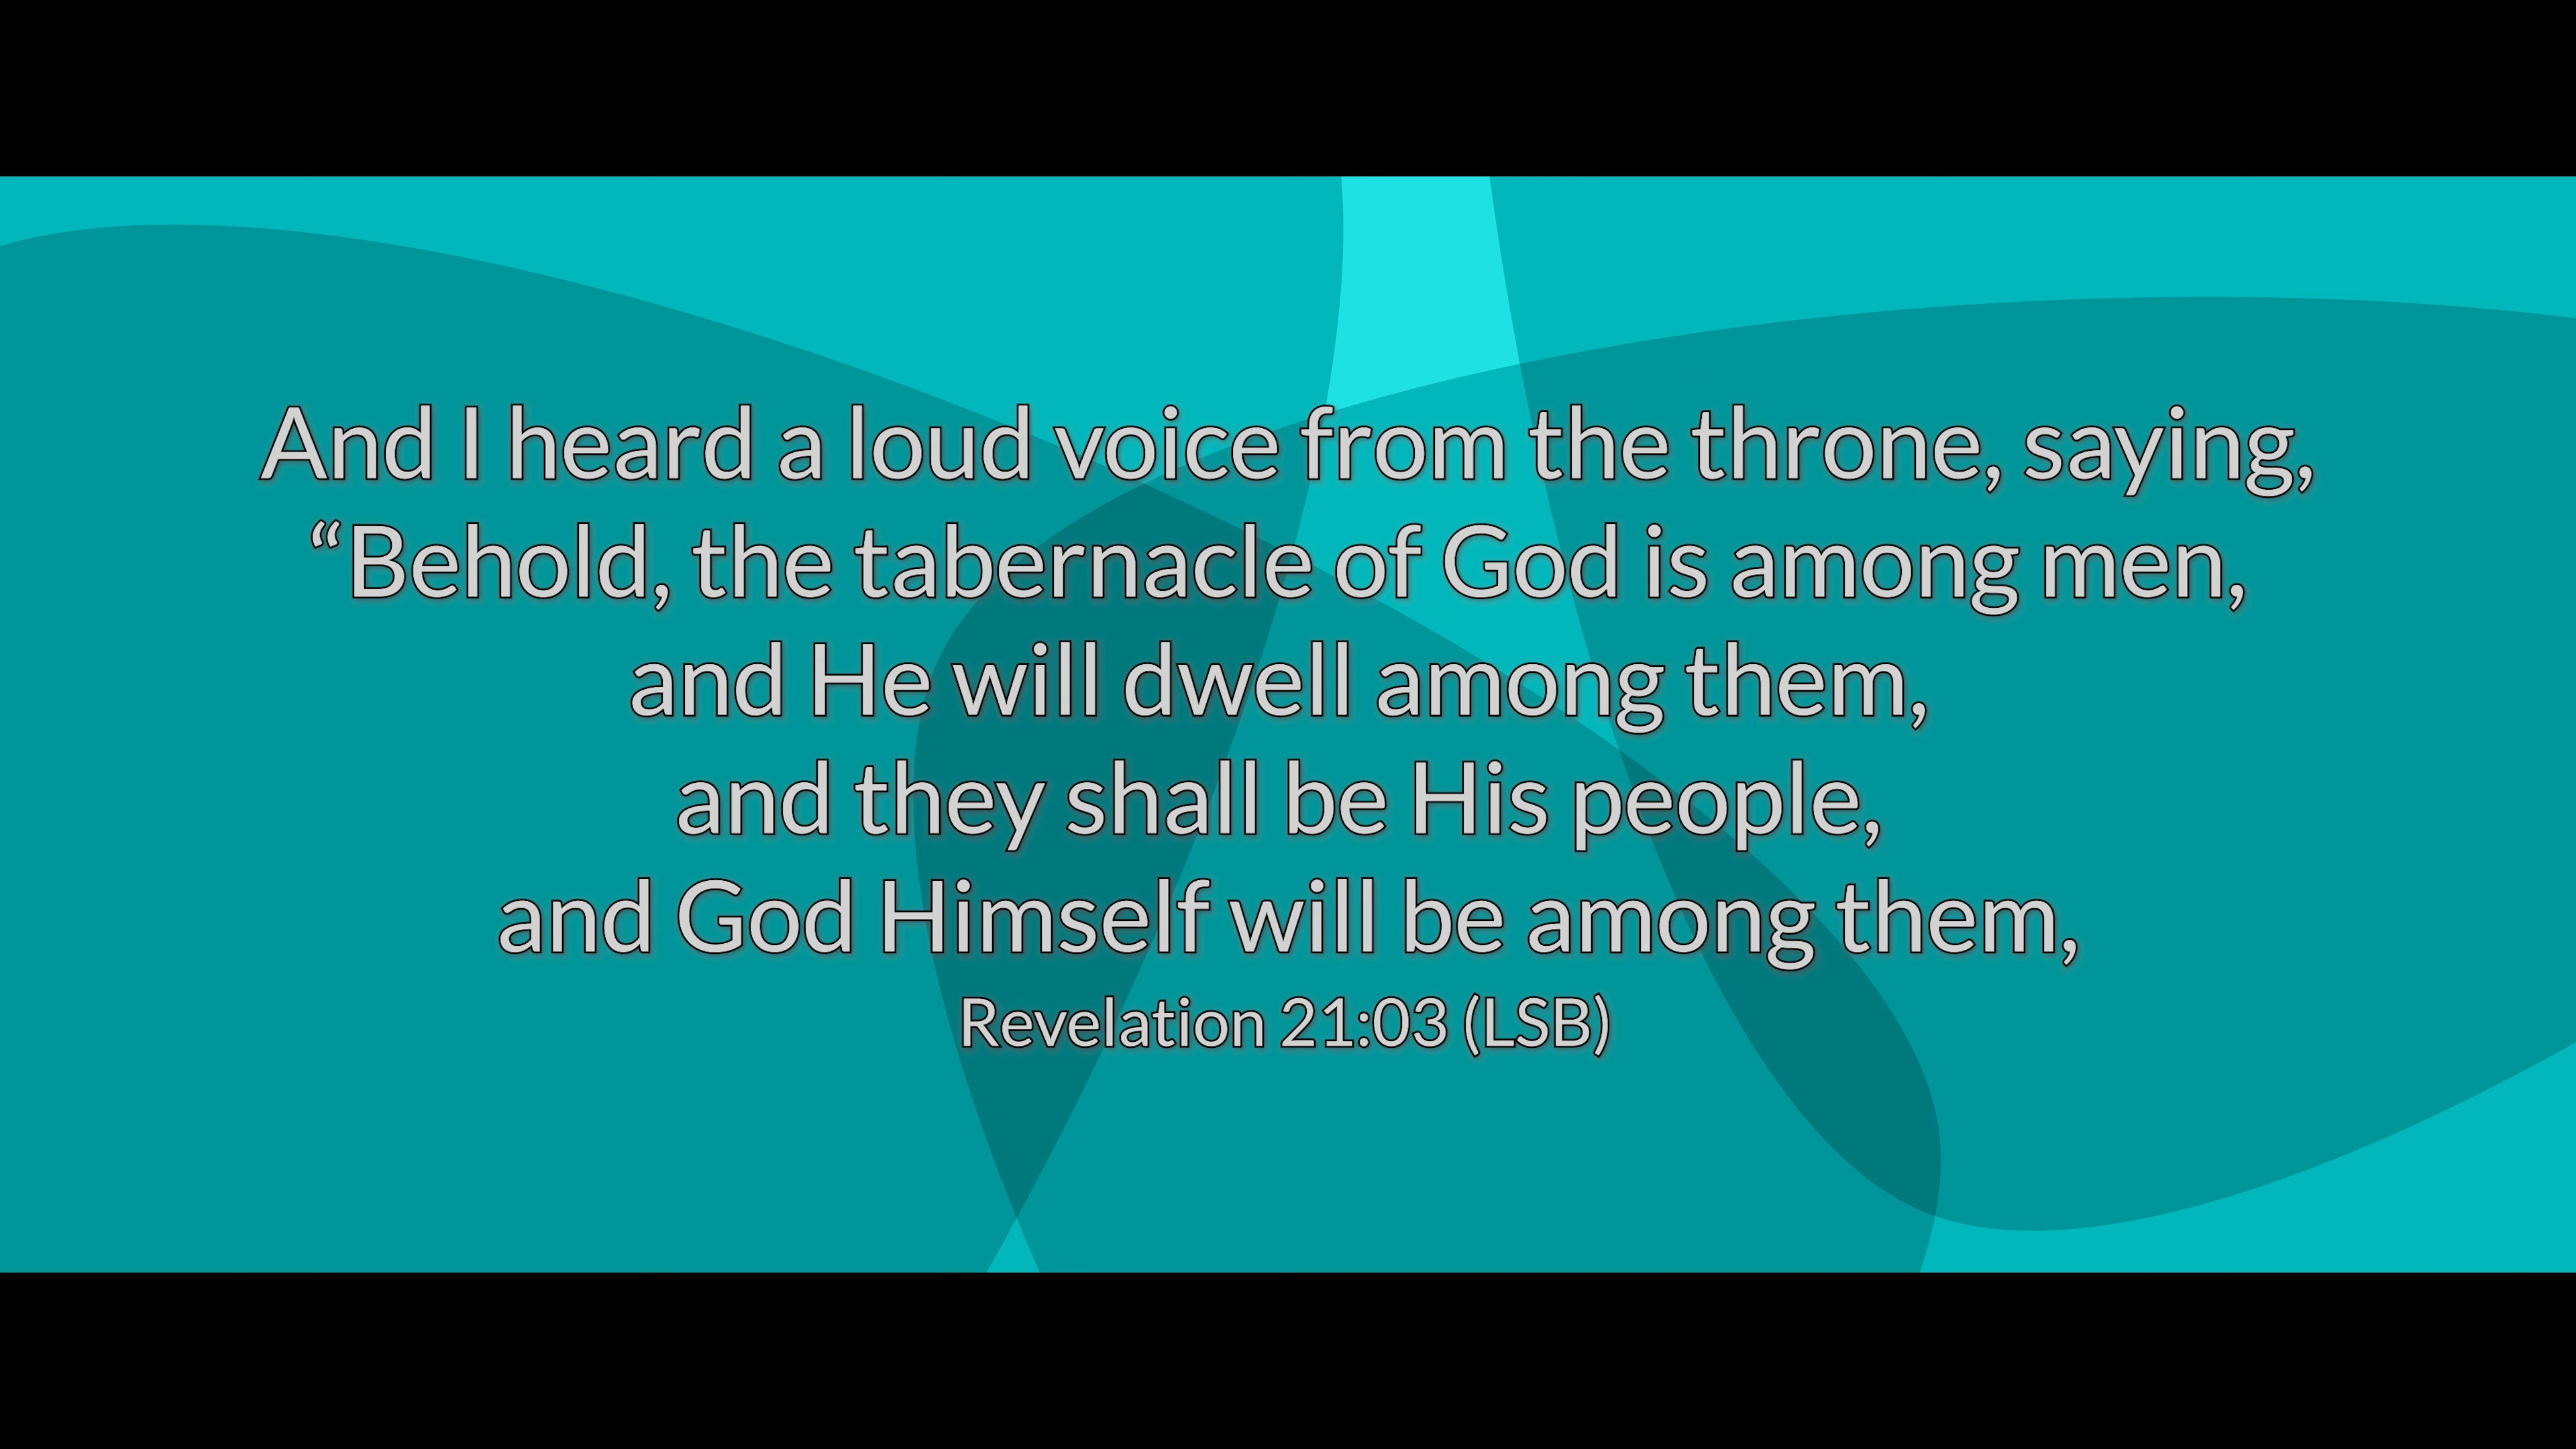 And I heard a loud voice from the throne, saying,
“Behold, the tabernacle of God is among men,
and He will dwell among them,
and they shall be His people,
and God Himself will be among them,
Revelation 21:03 (LSB)